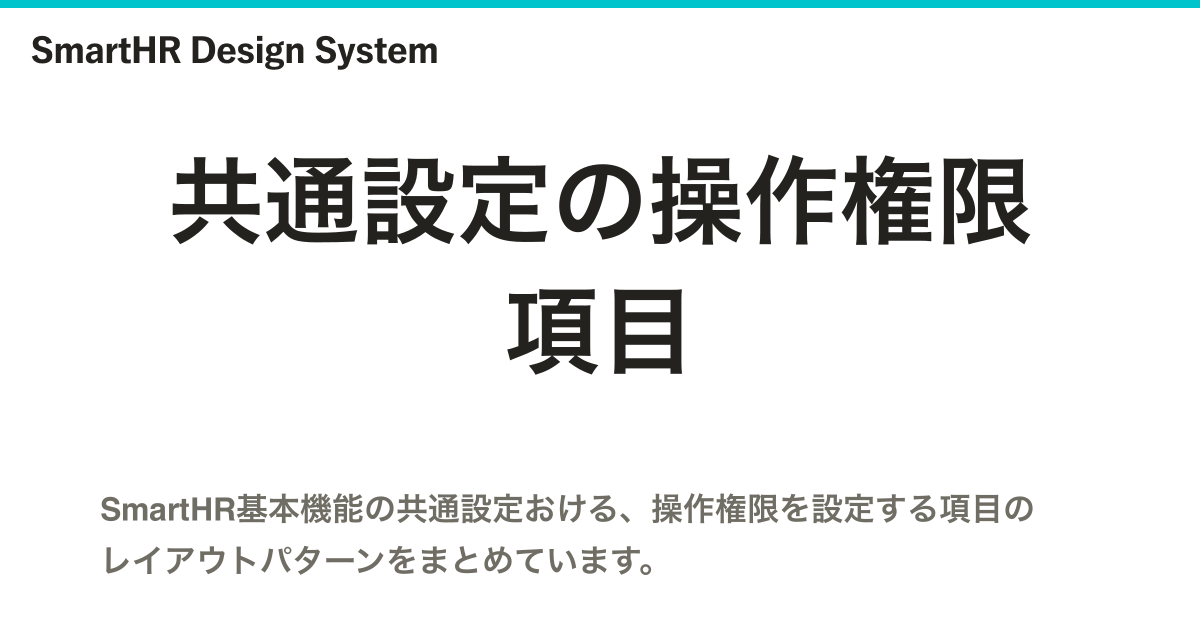 SmartHR Design System
共通設定の操作権限
項目
SmartHR基本機能の共通設定おける、操作権限を設定する項目の
レイアウトパターンをまとめています。